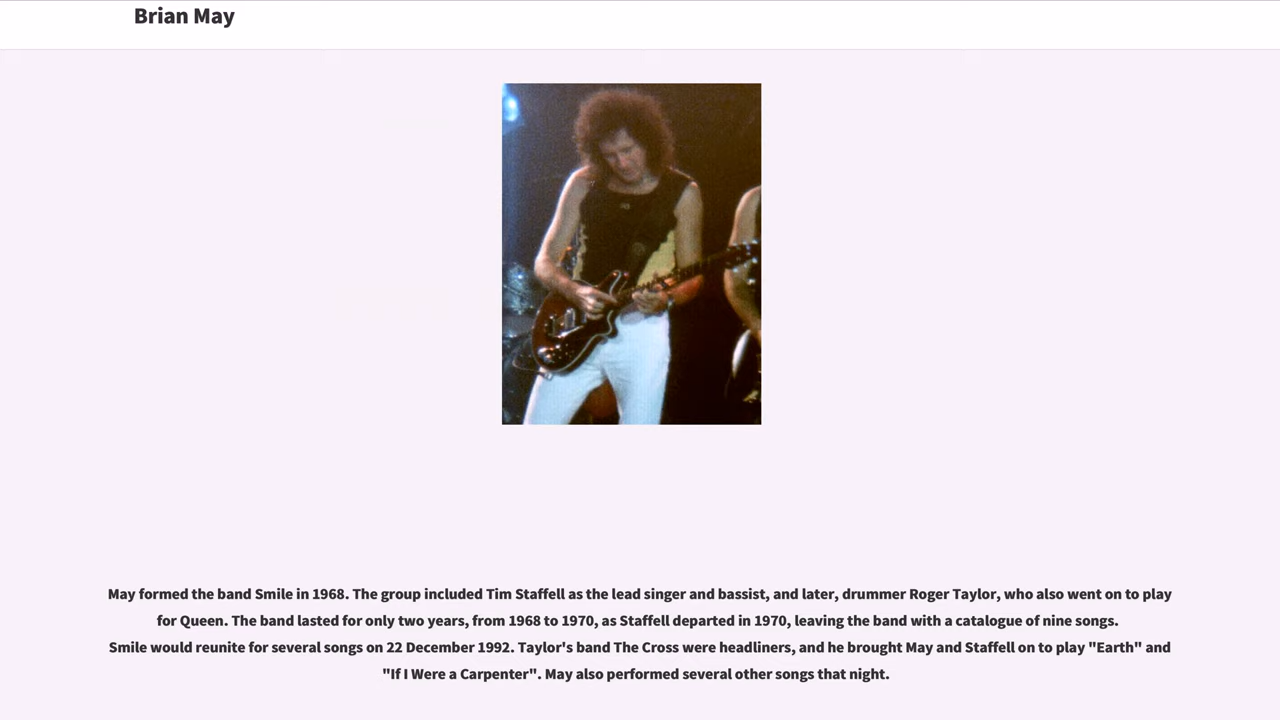 Brian May
May formed the band Smile in 1968. The group included Tim Staffell as the lead singer and bassist, and later, drummer Roger Taylor, who also went on to play
for Queen. The band lasted for only two years, from 1968 to 1970, as Staffell departed in 1970, leaving the band with a catalogue of nine songs.
Smile would reunite for several songs on 22 December 1992. Taylor's band The Cross were headliners, and he brought May and Staffell on to play "Earth" and
"If I Were a Carpenter". May also performed several other songs that night.